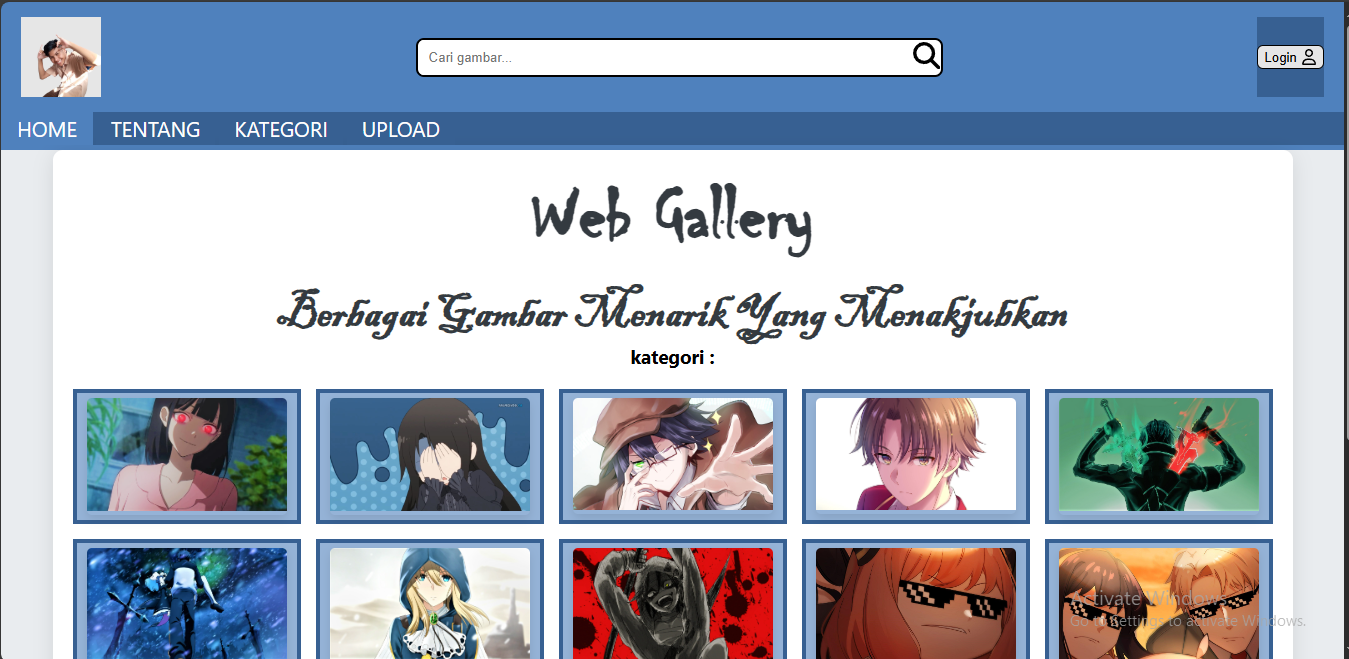 Cari gambar...
Login
HOME TENTANG KATEGORI UPLOAD
Web Gallery
Berbagai Gambar Menarik Yang Menakjubkan
kategori :
Activate Windows
Go to Settings to activate Windows.